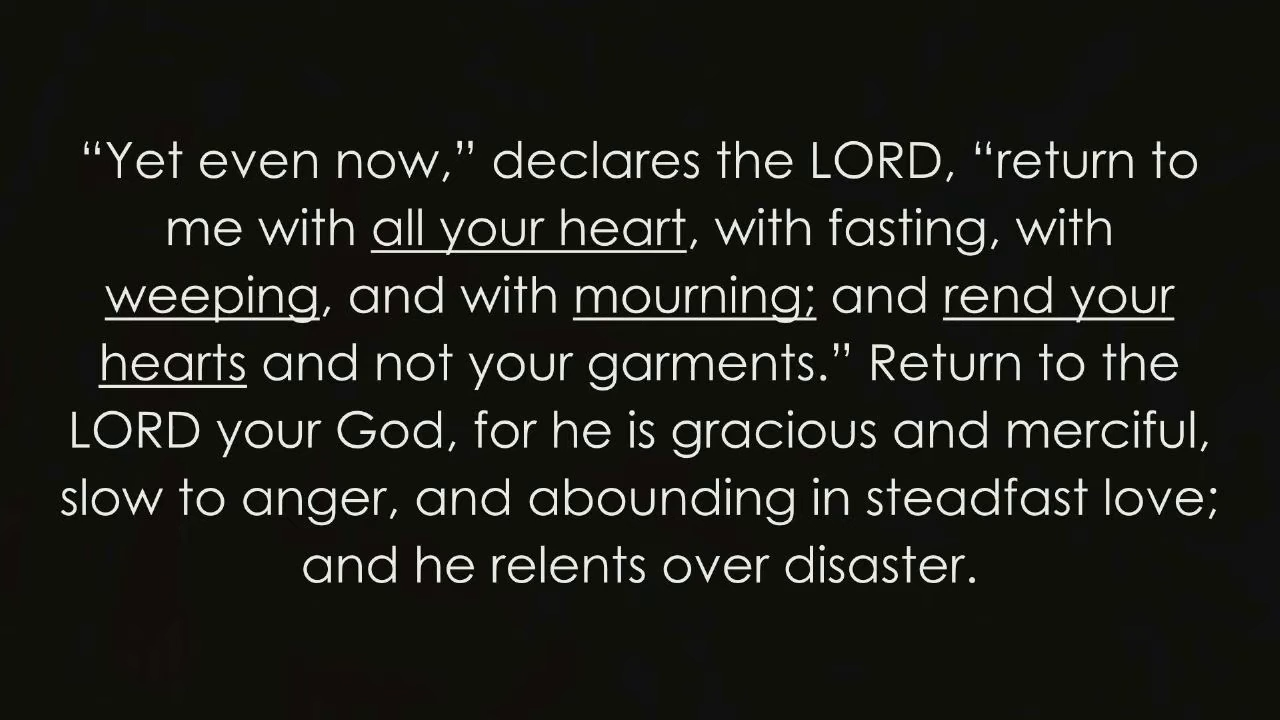 “Yet even now,” declares the LORD, “return to
me with all your heart, with fasting, with
weeping, and with mourning; and rend your
hearts and not your garments.” Return to the
LORD your God, for he is gracious and merciful,
slow to anger, and abounding in steadfast love;
and he relents over disaster.